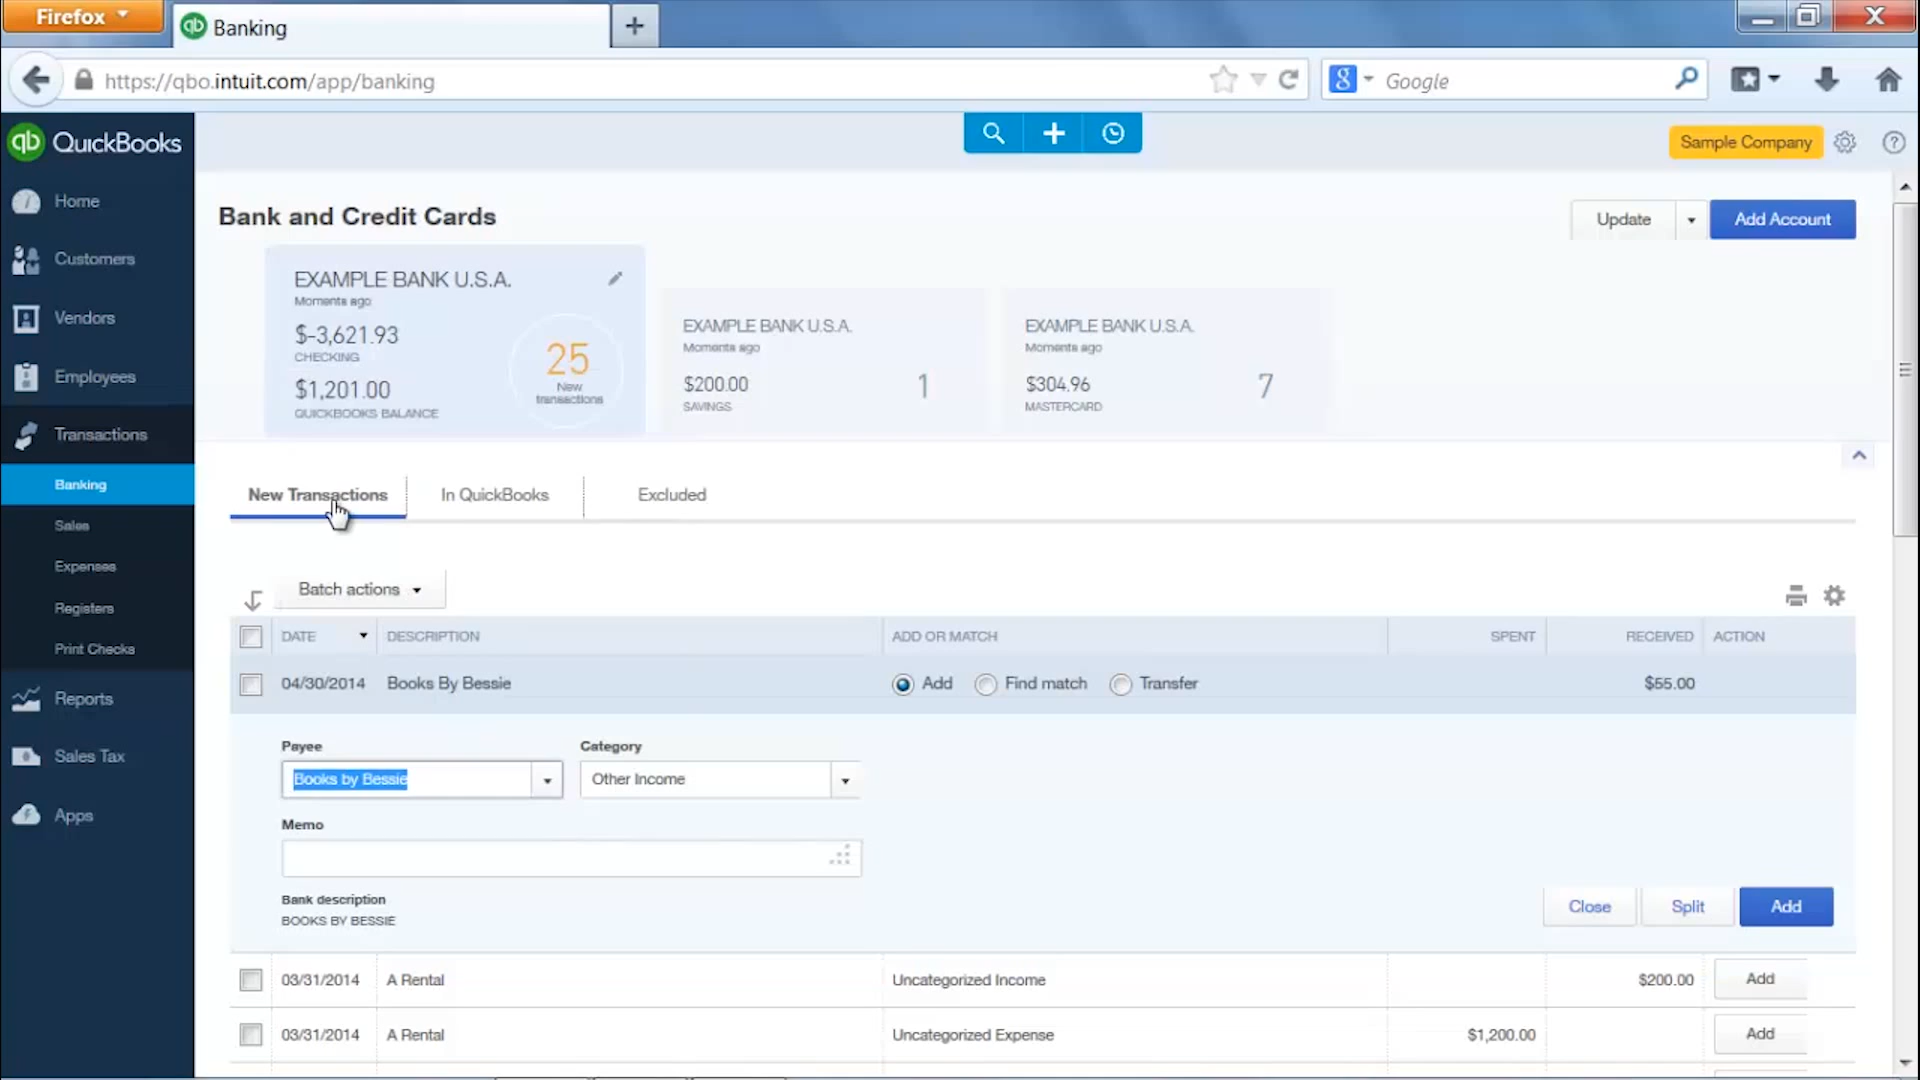 Firefox
Banking
https://qbo.intuit.com/app/banking
Google
QuickBooks
Sample Company
Home
Customers
Vendors
Employees
Transactions
Banking
Sales
Expenses
Registers
Print Checks
Reports
Sales Tax
Apps
Bank and Credit Cards
Update
Add Account
EXAMPLE BANK U.S.A.
Moments ago
$-3,621.93
CHECKING
$1,201.00
QUICKBOOKS BALANCE
25
New
transactions
EXAMPLE BANK U.S.A.
Moments ago
$200.00
SAVINGS
1
EXAMPLE BANK U.S.A.
Moments ago
$304.96
MASTERCARD
7
New Transactions In QuickBooks Excluded
Batch actions
DATE DESCRIPTION ADD OR MATCH SPENT RECEIVED ACTION
04/30/2014 Books By Bessie Add Find match Transfer $55.00
Payee Category
Books by Bessie Other Income
Memo
Bank description
BOOKS BY BESSIE
Close Split Add
03/31/2014 A Rental Uncategorized Income $200.00 Add
03/31/2014 A Rental Uncategorized Expense $1,200.00 Add